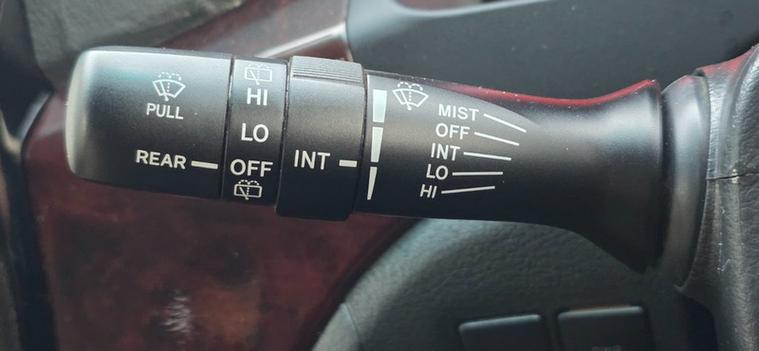 PULL
REAR
HI
LO
OFF
INT
MIST
OFF
INT
LO
HI